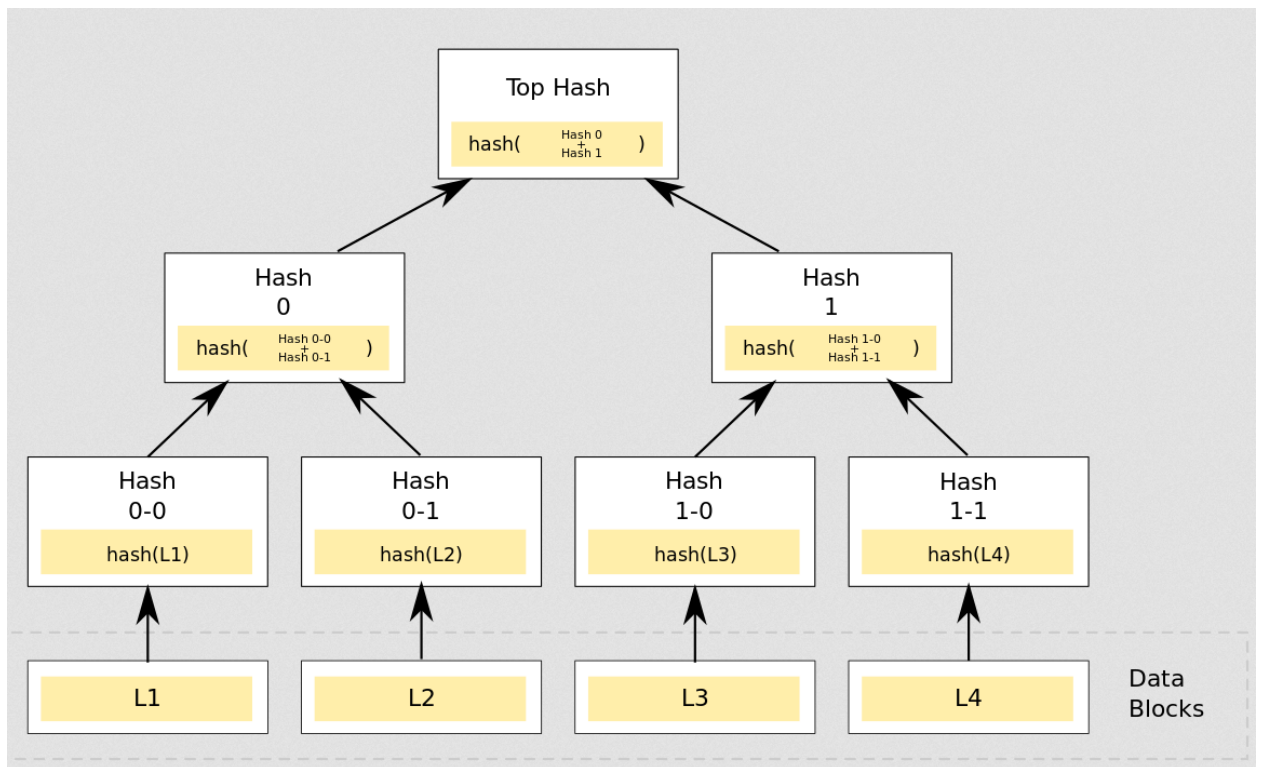 Top Hash
hash(
Hash 0
+
Hash 1
)
Hash
0
hash(
Hash 0-0
+
Hash 0-1
)
Hash
1
hash(
Hash 1-0
+
Hash 1-1
)
Hash
0-0
hash(L1)
Hash
0-1
hash(L2)
Hash
1-0
hash(L3)
Hash
1-1
hash(L4)
L1
L2
L3
L4
Data
Blocks